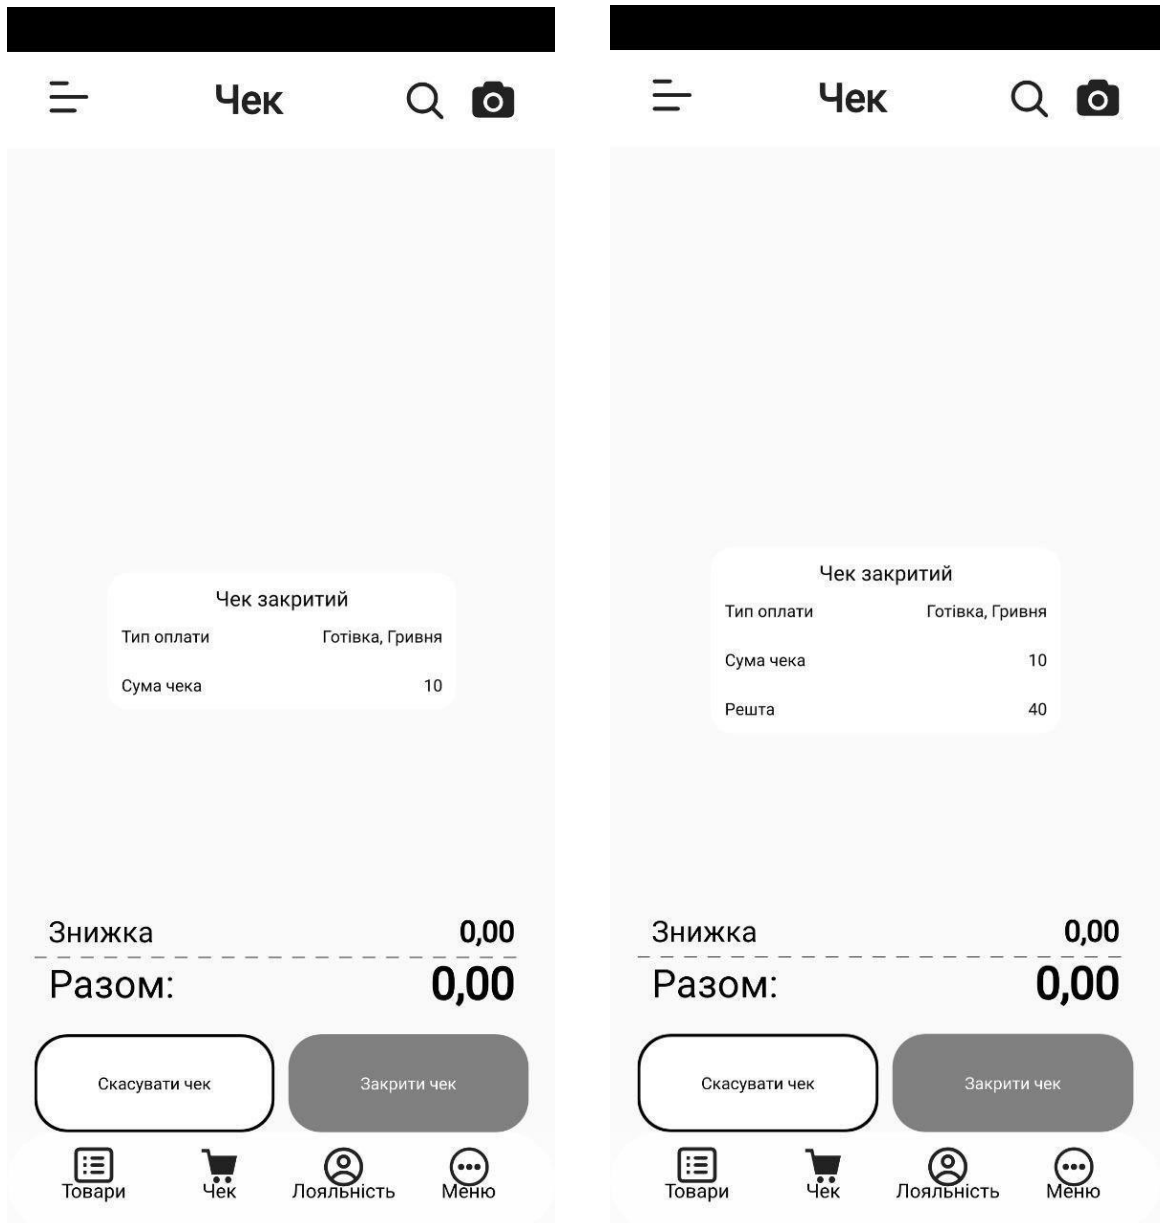 Чек
Чек закритий
Тип оплати Готівка, Гривня
Сума чека 10
Знижка 0,00
Разом: 0,00
Скасувати чек Закрити чек
Товари Чек Лояльність Меню
Чек
Чек закритий
Тип оплати Готівка, Гривня
Сума чека 10
Решта 40
Знижка 0,00
Разом: 0,00
Скасувати чек Закрити чек
Товари Чек Лояльність Меню